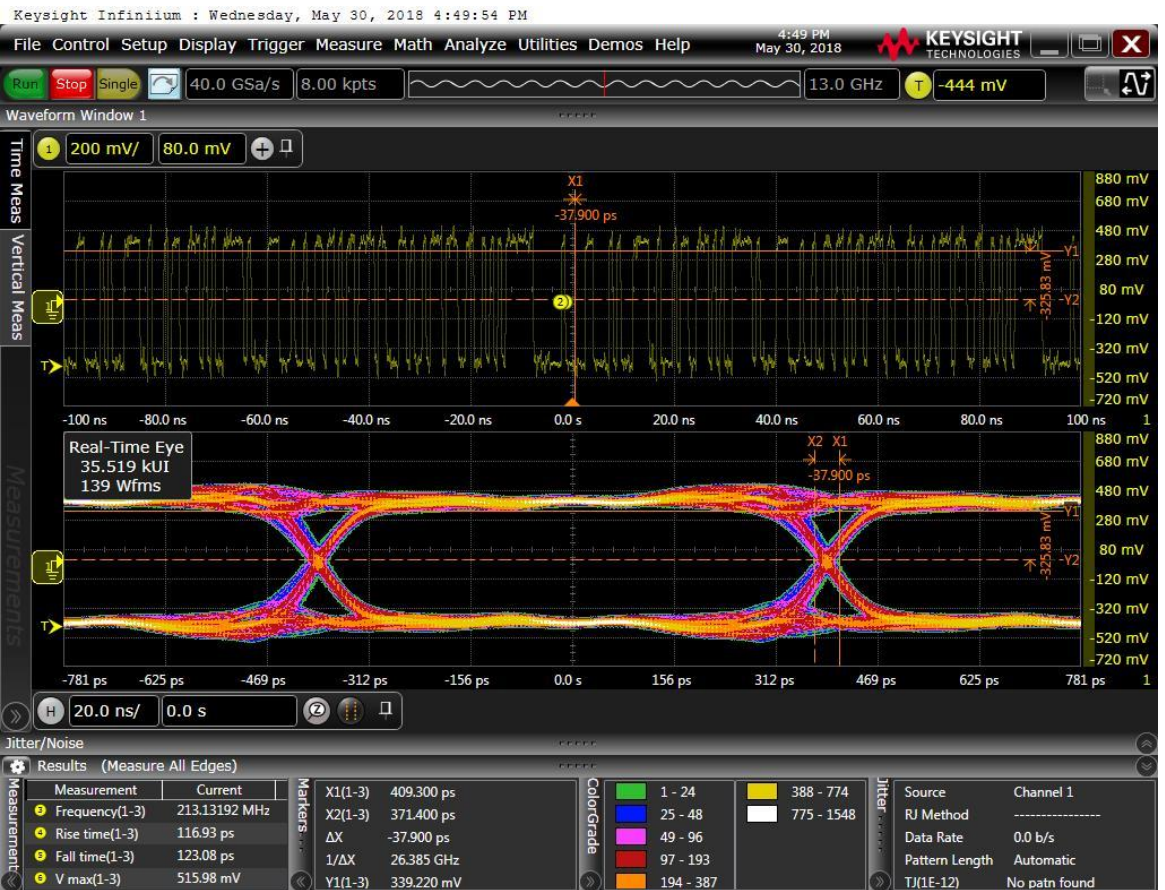 Keysight Infiniium : Wednesday, May 30, 2018 4:49:54 PM
File Control Setup Display Trigger Measure Math Analyze Utilities Demos Help
4:49 PM
May 30, 2018
KEYSIGHT
TECHNOLOGIES
X
Run Stop Single 40.0 GSa/s 8.00 kpts 13.0 GHz T -444 mV
Waveform Window 1
Time Meas
Vertical Meas
Measurements
1 200 mV/ 80.0 mV +
X1
-37.900 ps
Y1
-325.83 mV
Y2
2
T
880 mV
680 mV
480 mV
280 mV
80 mV
-120 mV
-320 mV
-520 mV
-720 mV
-100 ns -80.0 ns -60.0 ns -40.0 ns -20.0 ns 0.0 s 20.0 ns 40.0 ns 60.0 ns 80.0 ns 100 ns 1
Real-Time Eye
35.519 kUI
139 Wfms
X2 X1
-37.900 ps
Y1
-325.83 mV
Y2
T
880 mV
680 mV
480 mV
280 mV
80 mV
-120 mV
-320 mV
-520 mV
-720 mV
-781 ps -625 ps -469 ps -312 ps -156 ps 0.0 s 156 ps 312 ps 469 ps 625 ps 781 ps 1
H 20.0 ns/ 0.0 s
Jitter/Noise
Results (Measure All Edges)
Measurement
Measurement Current
3 Frequency(1-3) 213.13192 MHz
4 Rise time(1-3) 116.93 ps
5 Fall time(1-3) 123.08 ps
6 V max(1-3) 515.98 mV
Markers...
X1(1-3) 409.300 ps
X2(1-3) 371.400 ps
ΔX -37.900 ps
1/ΔX 26.385 GHz
Y1(1-3) 339.220 mV
ColorGrade
1 - 24
25 - 48
49 - 96
97 - 193
194 - 387
388 - 774
775 - 1548
Jitter...
Source Channel 1
RJ Method ----------------
Data Rate 0.0 b/s
Pattern Length Automatic
TJ(1E-12) No patn found